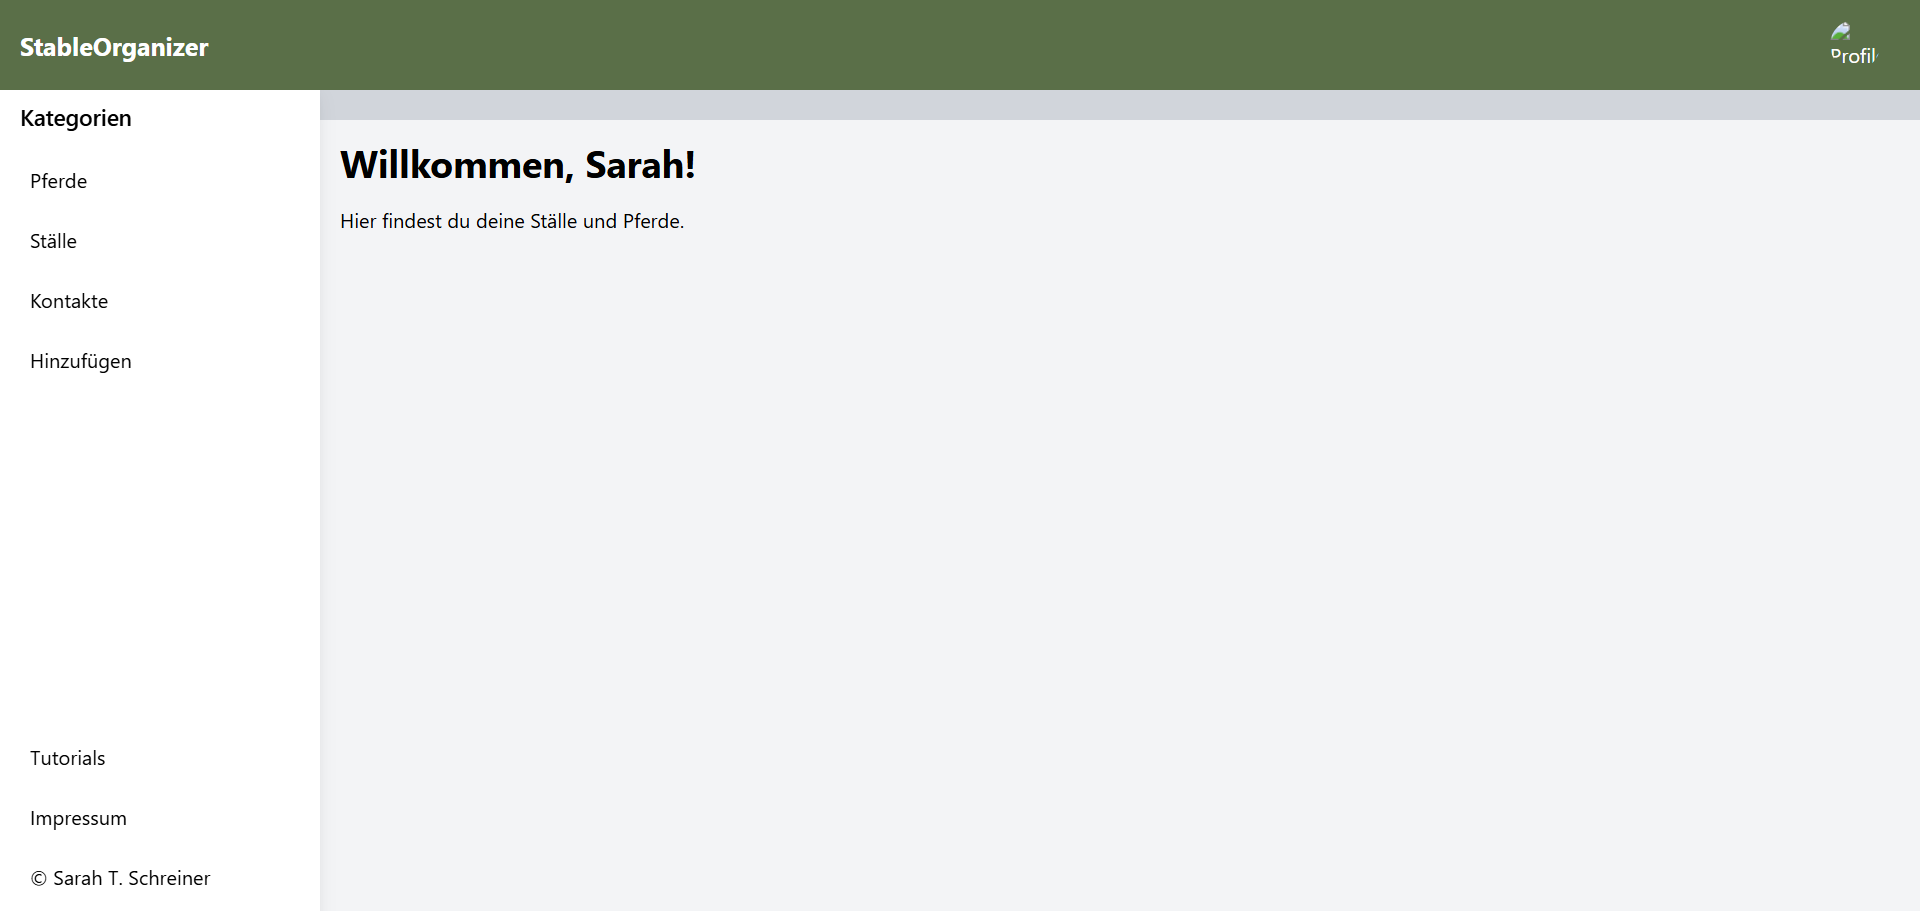 StableOrganizer
Profil
Kategorien
Pferde
Ställe
Kontakte
Hinzufügen
Tutorials
Impressum
© Sarah T. Schreiner
Willkommen, Sarah!
Hier findest du deine Ställe und Pferde.